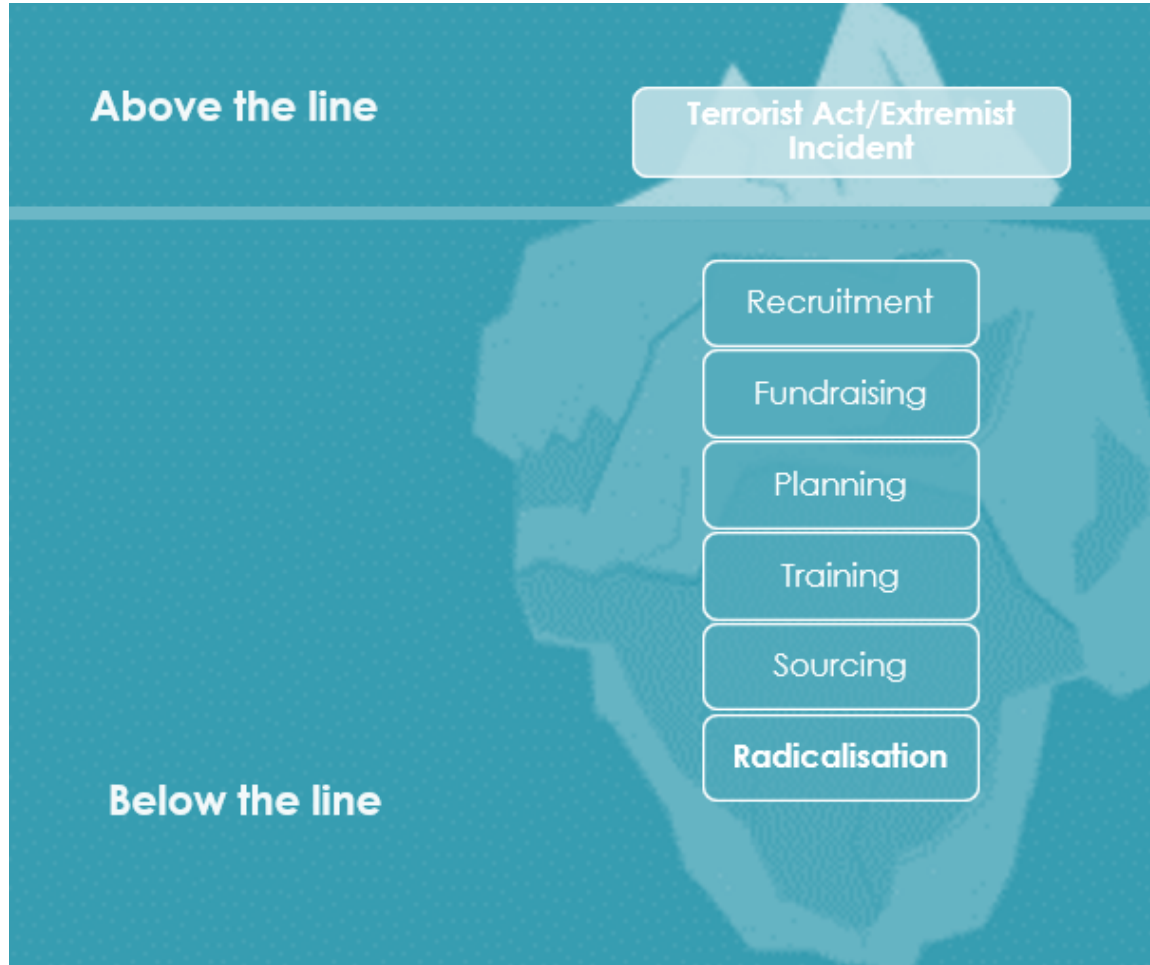 Above the line
Terrorist Act/Extremist
Incident
Recruitment
Fundraising
Planning
Training
Sourcing
Radicalisation
Below the line